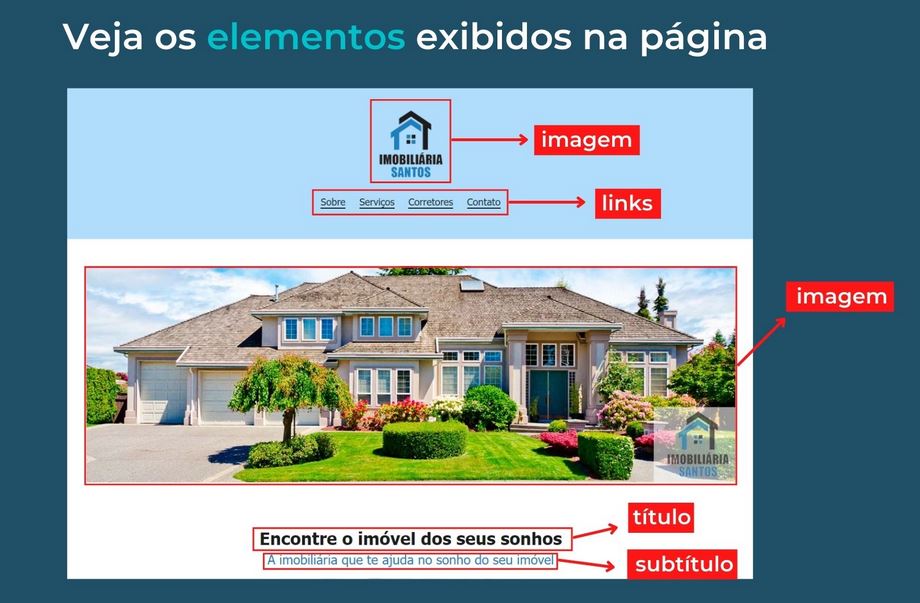 Veja os elementos exibidos na página
IMOBILIÁRIA
SANTOS
imagem
Sobre Serviços Corretores Contato
links
imagem
IMOBILIÁRIA
SANTOS
título
Encontre o imóvel dos seus sonhos
A imobiliária que te ajuda no sonho do seu imóvel
subtítulo